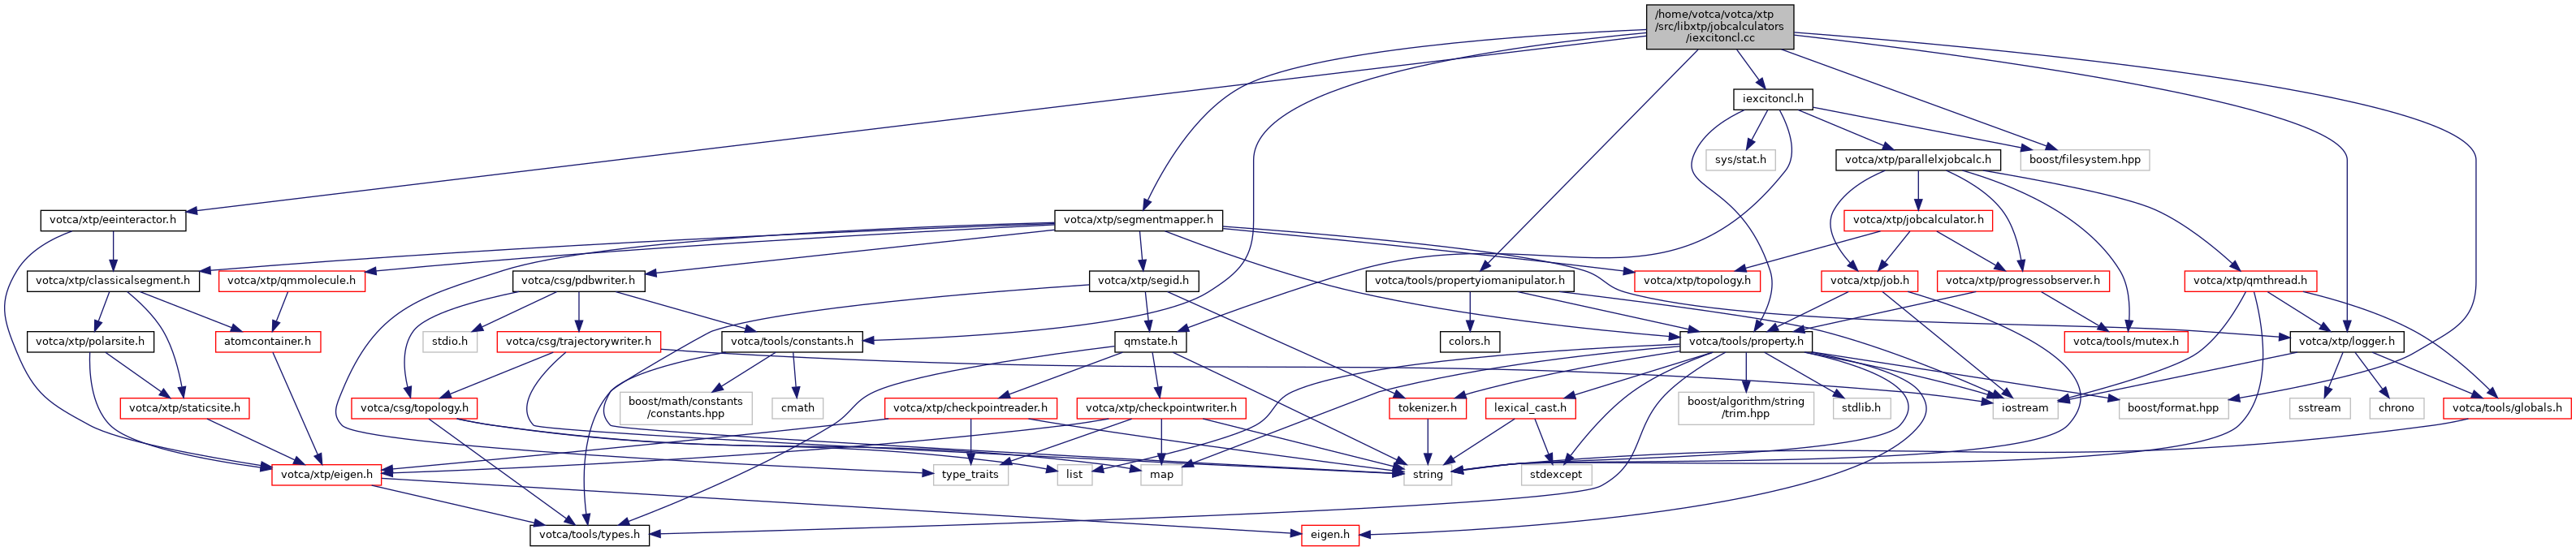 /home/votca/votca/xtp
/src/libxtp/jobcalculators
/iexcitoncl.cc
iexcitoncl.h
sys/stat.h
votca/xtp/parallelxjobcalc.h
boost/filesystem.hpp
votca/xtp/eeinteractor.h
votca/xtp/segmentmapper.h
votca/xtp/jobcalculator.h
votca/xtp/classicalsegment.h
votca/xtp/qmmolecule.h
votca/csg/pdbwriter.h
votca/xtp/segid.h
votca/tools/propertyiomanipulator.h
votca/xtp/topology.h
votca/xtp/job.h
votca/xtp/progressobserver.h
votca/xtp/qmthread.h
votca/xtp/polarsite.h
atomcontainer.h
stdio.h
votca/csg/trajectorywriter.h
votca/tools/constants.h
qmstate.h
colors.h
votca/tools/property.h
votca/tools/mutex.h
votca/xtp/logger.h
votca/xtp/staticsite.h
votca/csg/topology.h
boost/math/constants
/constants.hpp
cmath
votca/xtp/checkpointreader.h
votca/xtp/checkpointwriter.h
tokenizer.h
lexical_cast.h
boost/algorithm/string
/trim.hpp
stdlib.h
iostream
boost/format.hpp
sstream
chrono
votca/tools/globals.h
votca/xtp/eigen.h
type_traits
list
map
string
stdexcept
votca/tools/types.h
eigen.h